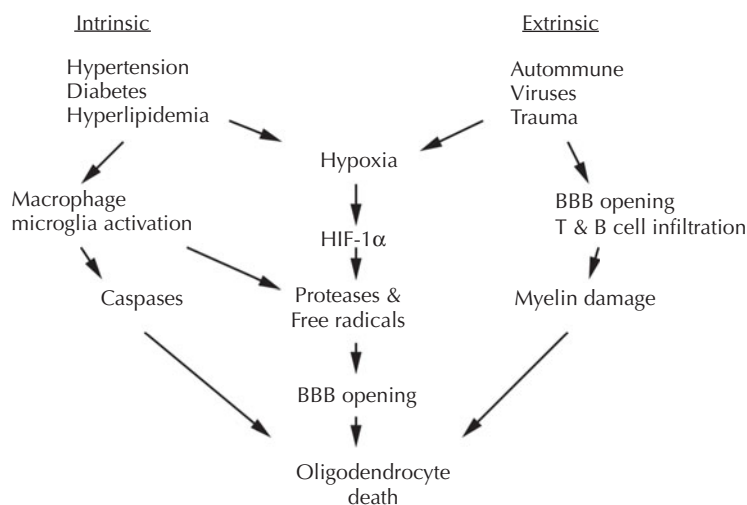 Intrinsic
Extrinsic
Hypertension
Diabetes
Hyperlipidemia
Autommune
Viruses
Trauma
Hypoxia
Macrophage
microglia activation
BBB opening
T & B cell infiltration
HIF-1α
Caspases
Proteases &
Free radicals
Myelin damage
BBB opening
Oligodendrocyte
death